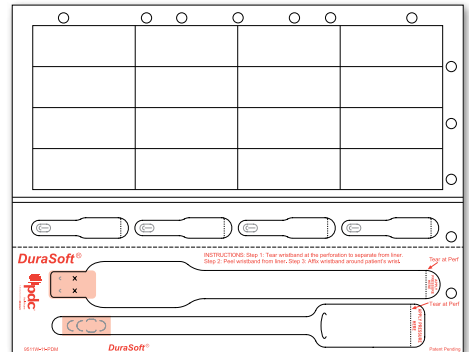 DuraSoft®
INSTRUCTIONS. Step 1: Tear wristband at the perforation to separate from liner.
Step 2: Peel wristband from liner. Step 3: Affix wristband around patient's wrist.
Tear at Perf
pdc
Tear at Perf
DuraSoft®
Patent Pending